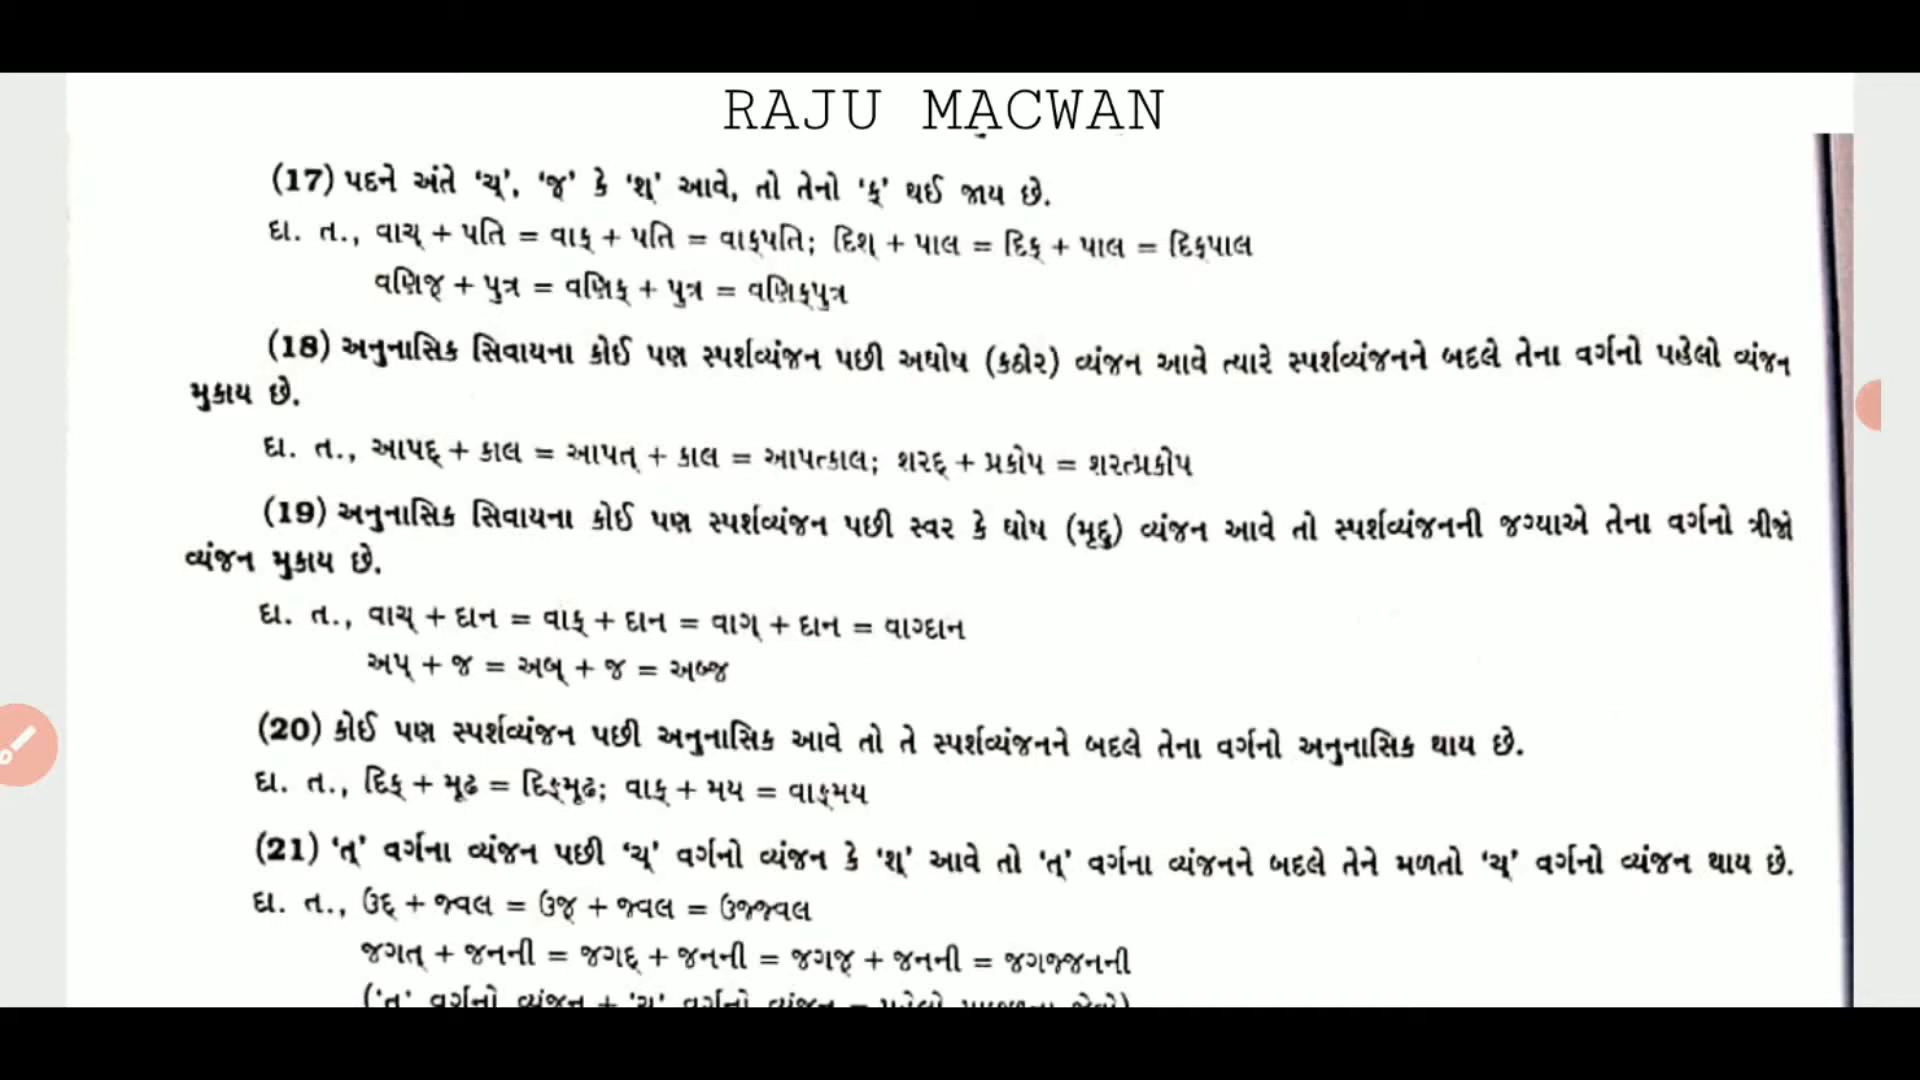 RAJU MACWAN
(17) પદને અંતે ‘ચ્’, ‘જ્’ કે ‘શ્’ આવે, તો તેનો ‘ક્’ થઈ જાય છે.
દા. ત., વાચ્ + પતિ = વાક્ + પતિ = વાક્પતિ; દિશ્ + પાલ = દિક્ + પાલ = દિક્પાલ
વણિજ્ + પુત્ર = વણિક્ + પુત્ર = વણિક્પુત્ર
(18) અનુનાસિક સિવાયના કોઈ પણ સ્પર્શવ્યંજન પછી અઘોષ (કઠોર) વ્યંજન આવે ત્યારે સ્પર્શવ્યંજનને બદલે તેના વર્ગનો પહેલો વ્યંજન
મુકાય છે.
દા. ત., આપદ્ + કાલ = આપત્ + કાલ = આપત્કાલ; શરદ્ + પ્રકોપ = શરત્પ્રકોપ
(19) અનુનાસિક સિવાયના કોઈ પણ સ્પર્શવ્યંજન પછી સ્વર કે ઘોષ (મૃદુ) વ્યંજન આવે તો સ્પર્શવ્યંજનની જગ્યાએ તેના વર્ગનો ત્રીજો
વ્યંજન મુકાય છે.
દા. ત., વાચ્ + દાન = વાક્ + દાન = વાગ્ + દાન = વાગ્દાન
અપ્ + જ = અબ્ + જ = અબ્જ
(20) કોઈ પણ સ્પર્શવ્યંજન પછી અનુનાસિક આવે તો તે સ્પર્શવ્યંજનને બદલે તેના વર્ગનો અનુનાસિક થાય છે.
દા. ત., દિક્ + મૂઢ = દિઙ્મૂઢ; વાક્ + મય = વાઙ્મય
(21) ‘ત્’ વર્ગના વ્યંજન પછી ‘ચ્’ વર્ગનો વ્યંજન કે ‘શ્’ આવે તો ‘ત્’ વર્ગના વ્યંજનને બદલે તેને મળતો ‘ચ્’ વર્ગનો વ્યંજન થાય છે.
દા. ત., ઉદ્ + જ્વલ = ઉજ્ + જ્વલ = ઉજ્જ્વલ
જગત્ + જનની = જગદ્ + જનની = જગજ્ + જનની = જગજ્જનની